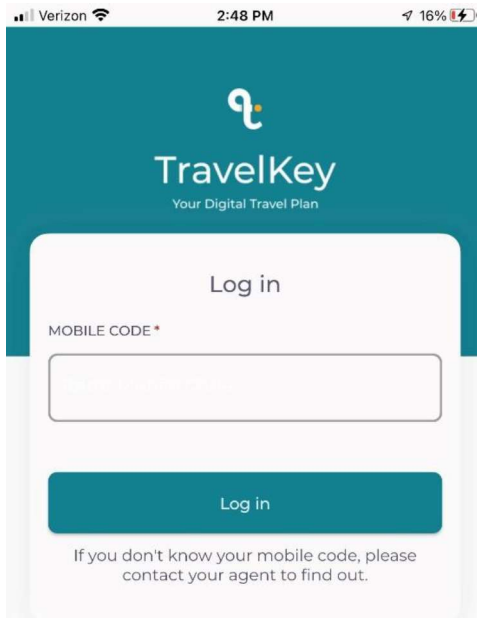 Verizon 2:48 PM 16%
TravelKey
Your Digital Travel Plan
Log in
MOBILE CODE *
Log in
If you don't know your mobile code, please
contact your agent to find out.